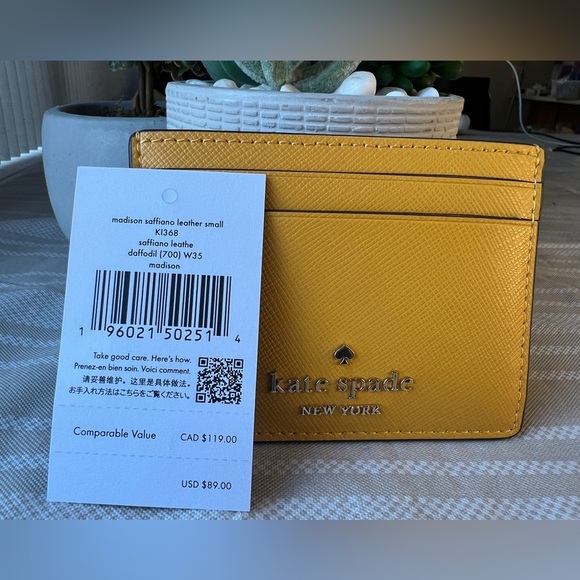 madison saffiano leather small
KI368
saffiano leathe
daffodil (700) W35
madison
1 96021 50251 4
Take good care. Here's how.
Prenez-en bien soin. Voici comment.
请妥善维护。这里是具体做法。
お手入れ方法はこちらをご覧ください。
Comparable Value CAD $119.00
USD $89.00
kate spade
NEW YORK